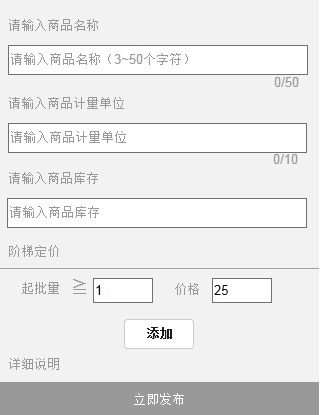 请输入商品名称
请输入商品名称（3~50个字符）
0/50
请输入商品计量单位
请输入商品计量单位
0/10
请输入商品库存
请输入商品库存
阶梯定价
起批量 ≧ 1 价格 25
添加
详细说明
立即发布